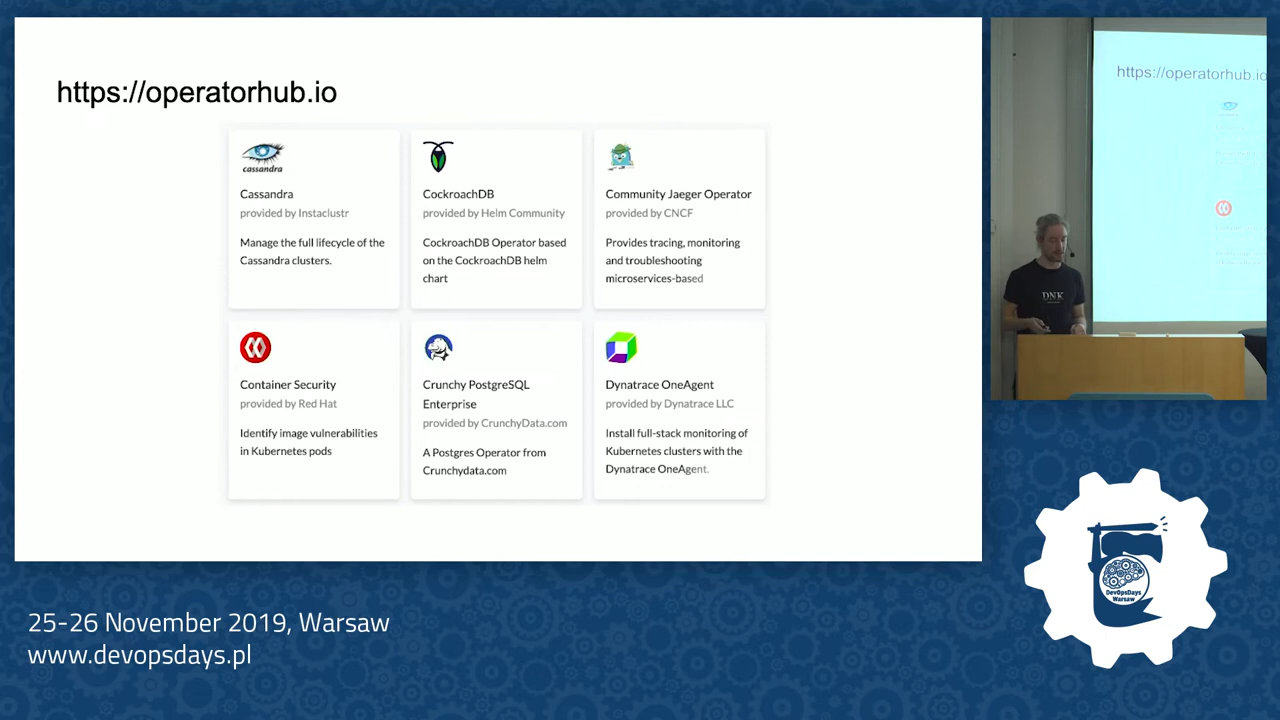 https://operatorhub.io
cassandra
Cassandra
provided by Instaclustr
Manage the full lifecycle of the
Cassandra clusters.
CockroachDB
provided by Helm Community
CockroachDB Operator based
on the CockroachDB helm
chart
Community Jaeger Operator
provided by CNCF
Provides tracing, monitoring
and troubleshooting
microservices-based
Container Security
provided by Red Hat
Identify image vulnerabilities
in Kubernetes pods
Crunchy PostgreSQL
Enterprise
provided by CrunchyData.com
A Postgres Operator from
Crunchydata.com
Dynatrace OneAgent
provided by Dynatrace LLC
Install full-stack monitoring of
Kubernetes clusters with the
Dynatrace OneAgent.
https://operatorhub.io
DNK
DevOpsDays
Warsaw
25-26 November 2019, Warsaw
www.devopsdays.pl